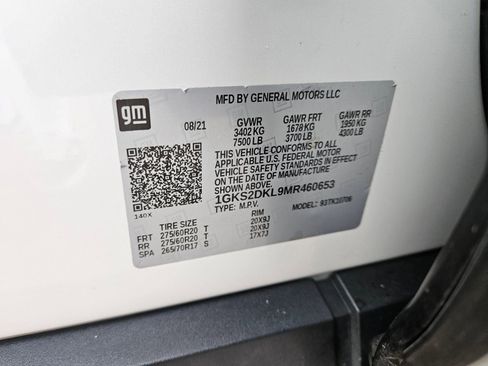 gm
MFD BY GENERAL MOTORS LLC
08/21 GVWR GAWR FRT GAWR RR
3402 KG 1678 KG 1950 KG
7500 LB 3700 LB 4300 LB
THIS VEHICLE CONFORMS TO ALL
APPLICABLE U.S. FEDERAL MOTOR
VEHICLE SAFETY STANDARDS IN EFFECT
ON THE DATE OF MANUFACTURE
SHOWN ABOVE.
1GKS2DKL9MR460653
140X TYPE: M.P.V. MODEL: 93TK10706
TIRE SIZE RIM
FRT 275/60R20 T 20X9J
RR 275/60R20 T 20X9J
SPA 265/70R17 S 17X7J